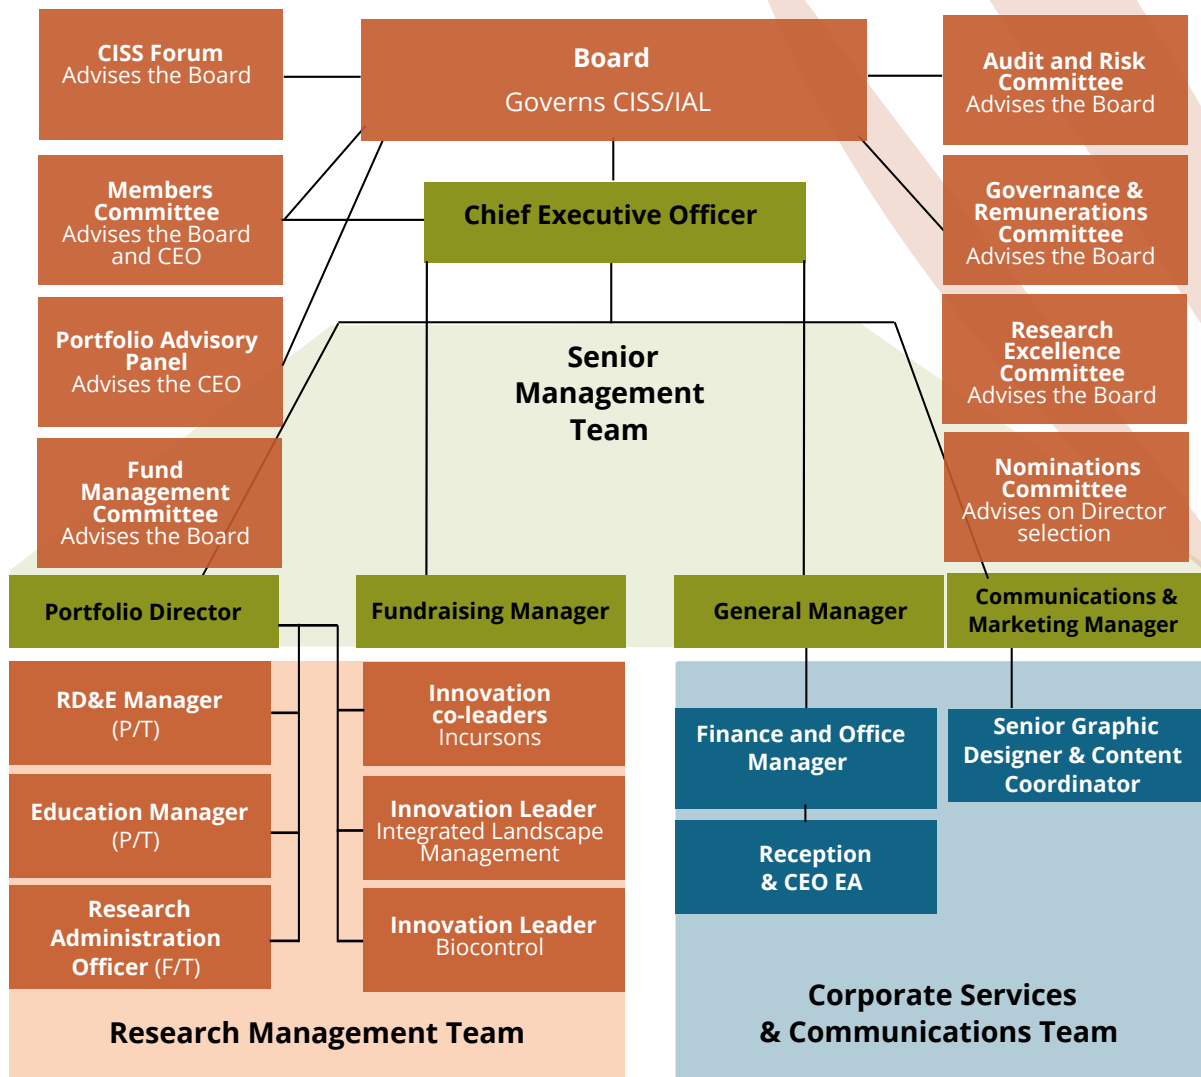 CISS Forum
Advises the Board
Board
Governs CISS/IAL
Audit and Risk
Committee
Advises the Board
Members
Committee
Advises the Board
and CEO
Chief Executive Officer
Governance &
Remunerations
Committee
Advises the Board
Portfolio Advisory
Panel
Advises the CEO
Senior
Management
Team
Research
Excellence
Committee
Advises the Board
Fund
Management
Committee
Advises the Board
Nominations
Committee
Advises on Director
selection
Portfolio Director
Fundraising Manager
General Manager
Communications &
Marketing Manager
RD&E Manager
(P/T)
Innovation
co-leaders
Incursons
Finance and Office
Manager
Senior Graphic
Designer & Content
Coordinator
Education Manager
(P/T)
Innovation Leader
Integrated Landscape
Management
Reception
& CEO EA
Research
Administration
Officer (F/T)
Innovation Leader
Biocontrol
Research Management Team
Corporate Services
& Communications Team